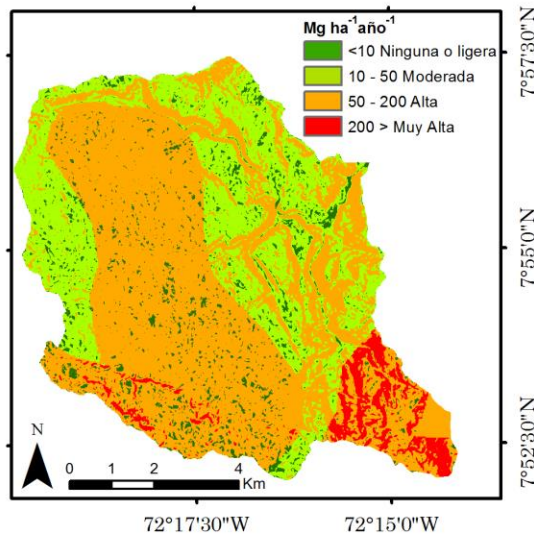 Mg ha⁻¹año⁻¹
<10 Ninguna o ligera
10 - 50 Moderada
50 - 200 Alta
200 > Muy Alta
7°57'30"N
7°55'0"N
7°52'30"N
N
0 1 2 4
Km
72°17'30"W 72°15'0"W